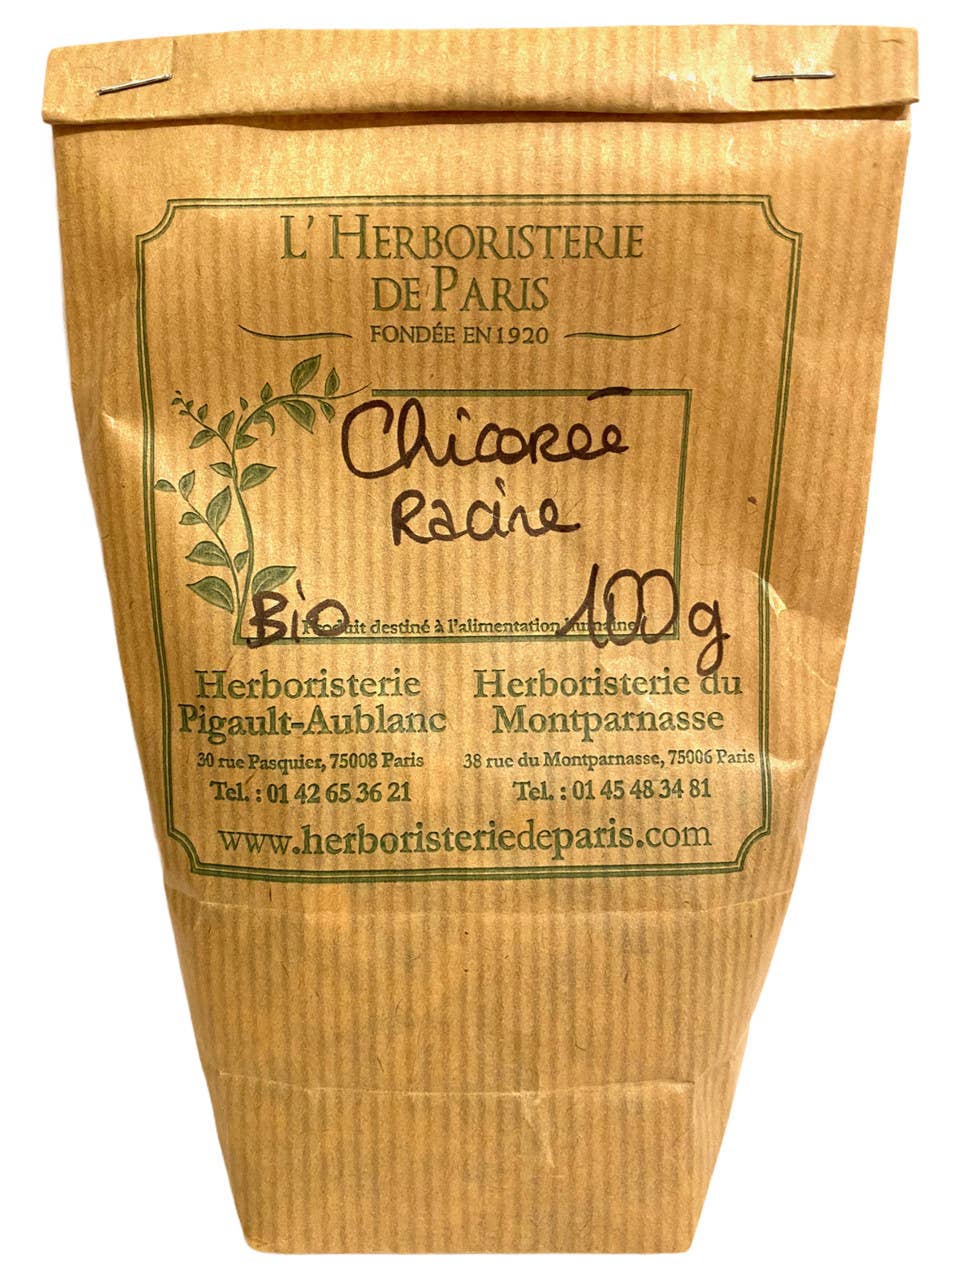 L'HERBORISTERIE
DE PARIS
FONDÉE EN 1920
Chicorée
Racine
Bio 100g
Produit destiné à l'alimentation humaine
Herboristerie
Pigault-Aublanc
30 rue Pasquier, 75008 Paris
Tel. : 01 42 65 36 21
Herboristerie du
Montparnasse
38 rue du Montparnasse, 75006 Paris
Tel. : 01 45 48 34 81
www.herboristeriedeparis.com